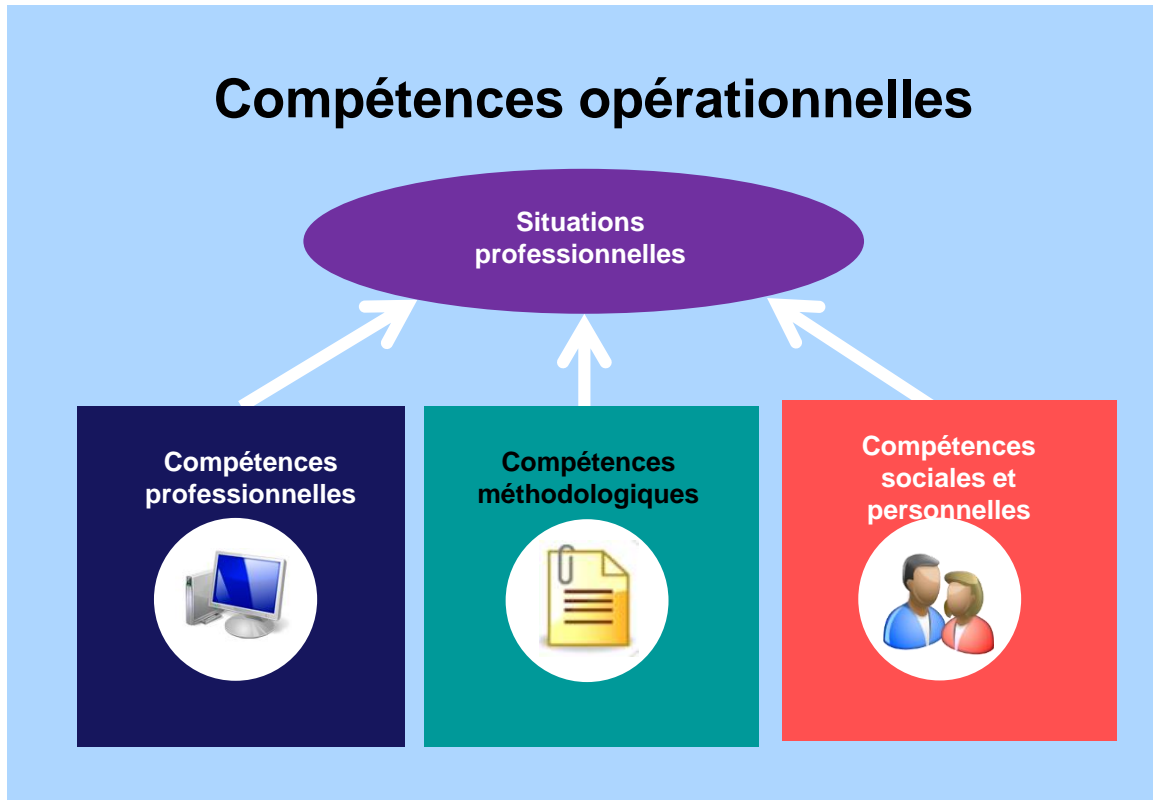 Compétences opérationnelles
Situations
professionnelles
Compétences
professionnelles
Compétences
méthodologiques
Compétences
sociales et
personnelles